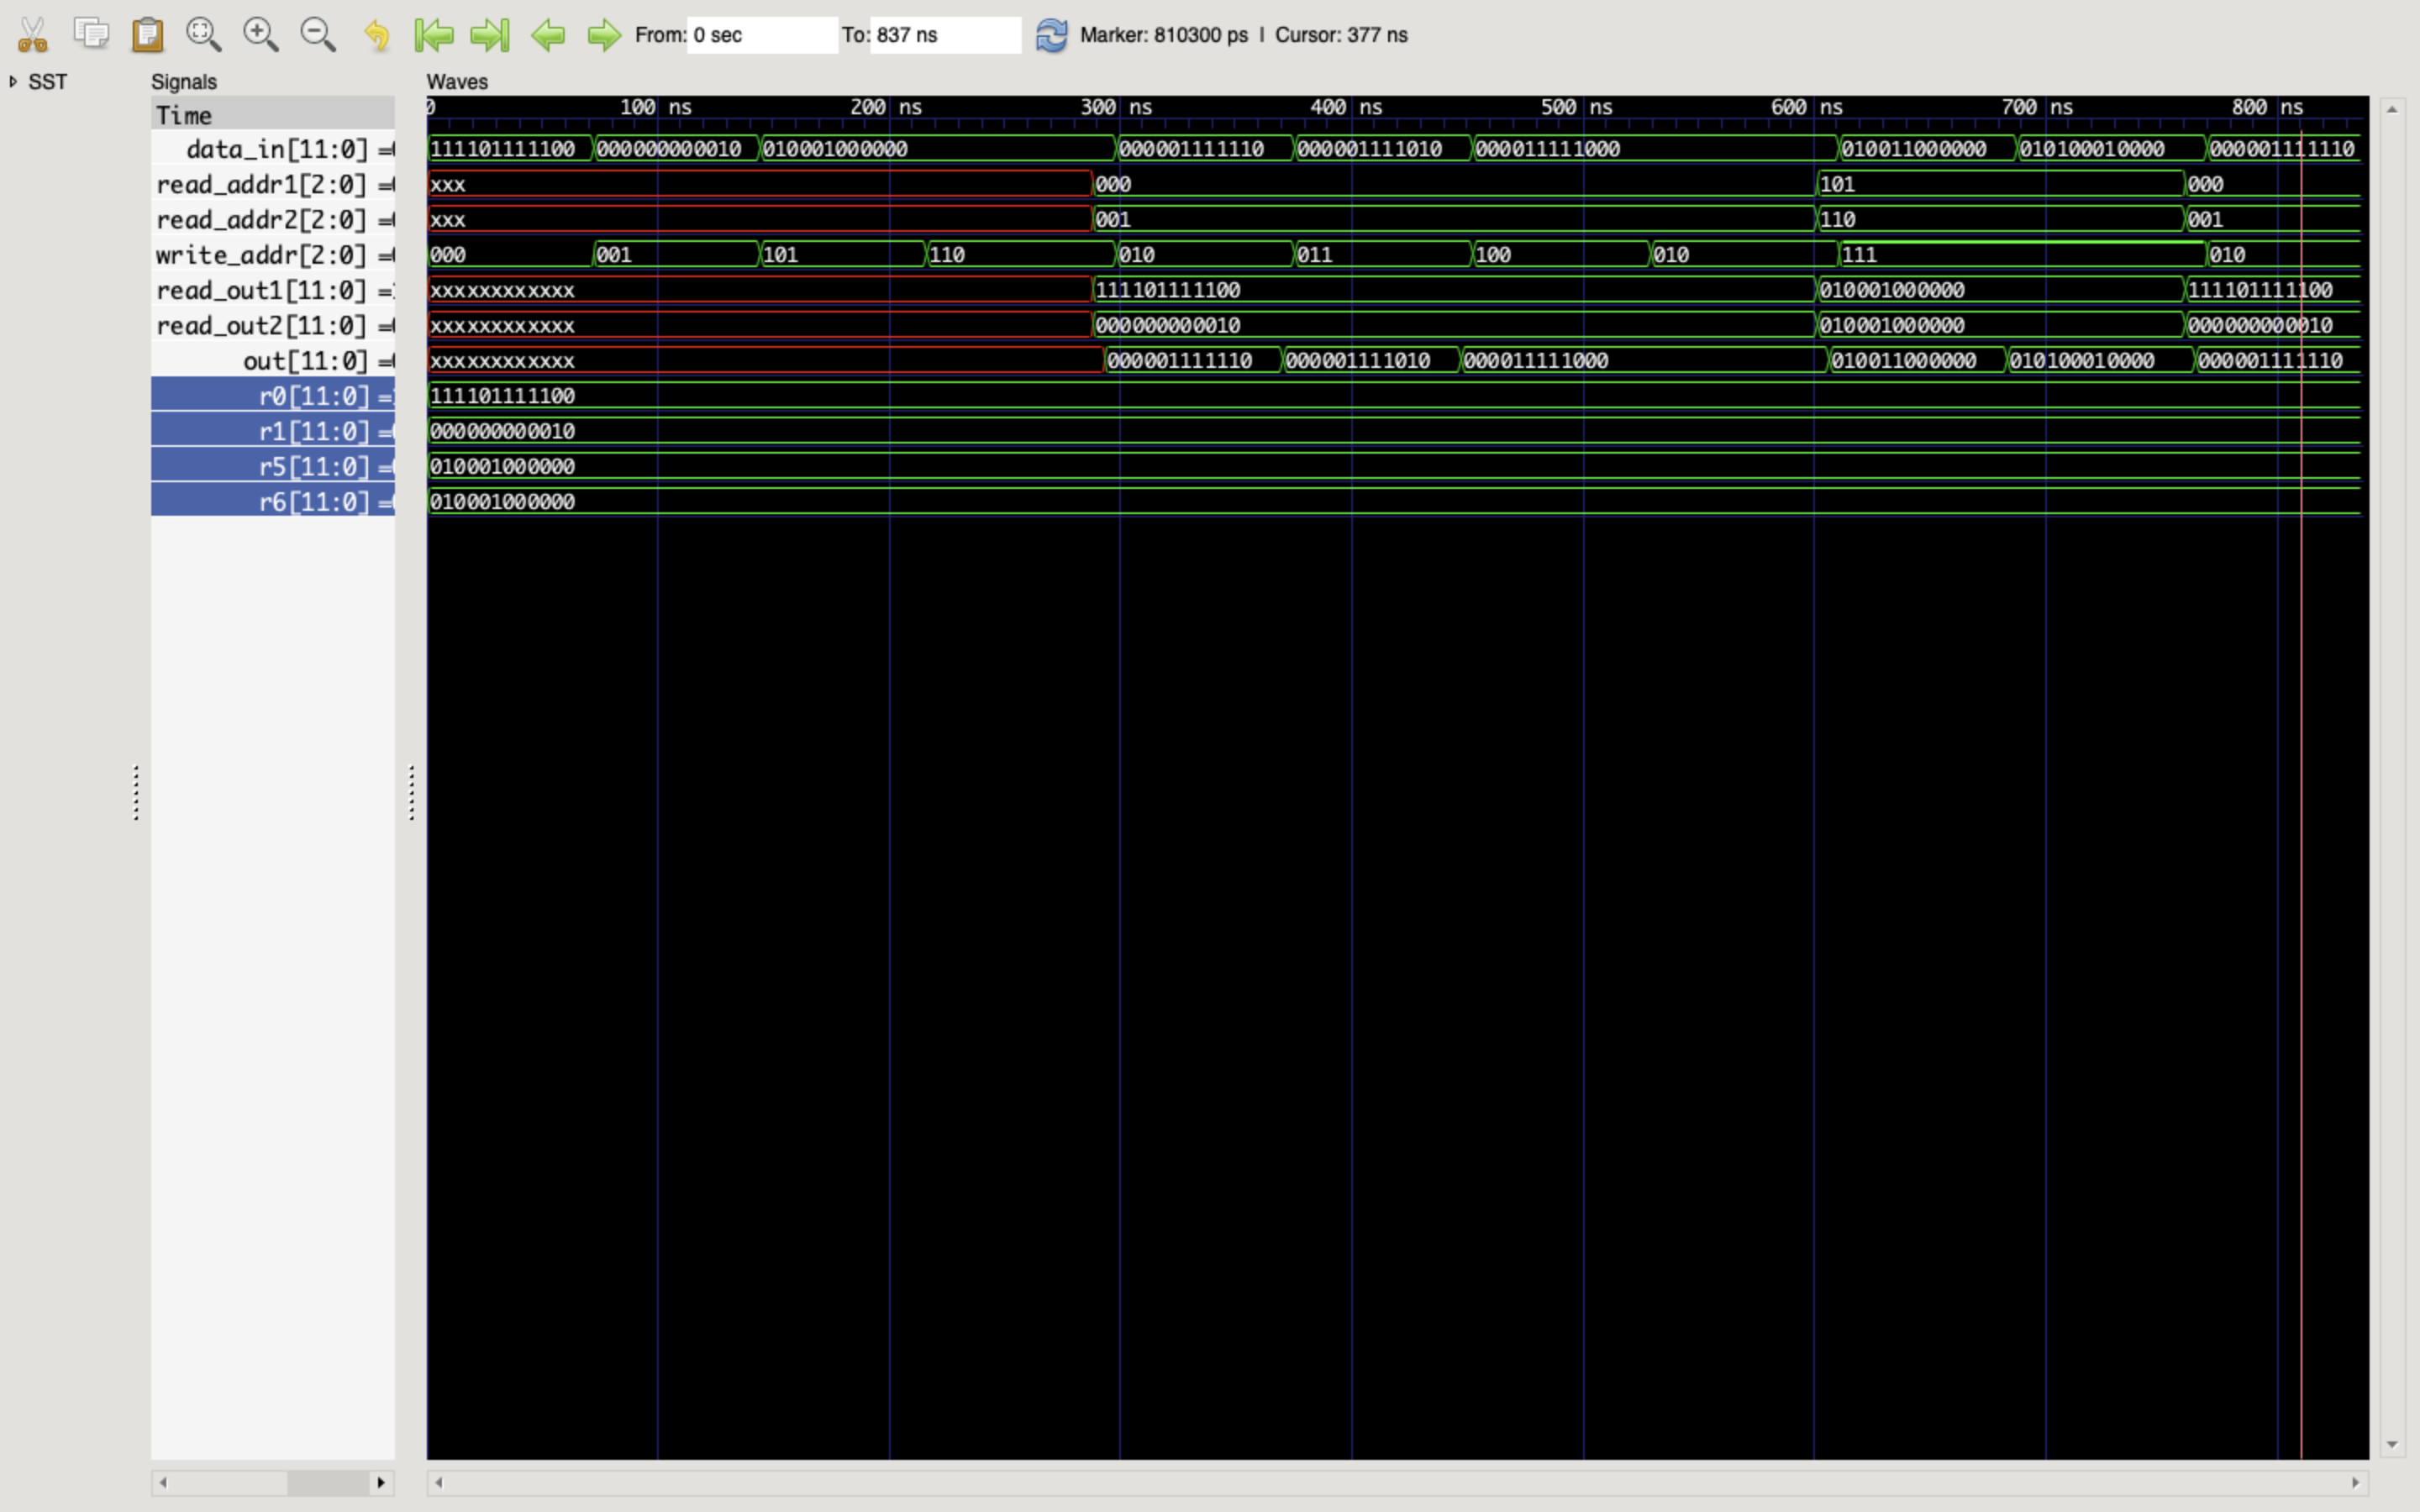 From: 0 sec To: 837 ns Marker: 810300 ps | Cursor: 377 ns
SST
Signals
Waves
Time
0 100 ns 200 ns 300 ns 400 ns 500 ns 600 ns 700 ns 800 ns
data_in[11:0] = 111101111100 000000000010 010001000000 000001111110 000001111010 000011111000 010011000000 010100010000 000001111110
read_addr1[2:0] = xxx 000 101 000
read_addr2[2:0] = xxx 001 110 001
write_addr[2:0] = 000 001 101 110 010 011 100 010 111 010
read_out1[11:0] = xxxxxxxxxxxx 111101111100 010001000000 111101111100
read_out2[11:0] = xxxxxxxxxxxx 000000000010 010001000000 000000000010
out[11:0] = xxxxxxxxxxxx 000001111110 000001111010 000011111000 010011000000 010100010000 000001111110
r0[11:0] = 111101111100
r1[11:0] = 000000000010
r5[11:0] = 010001000000
r6[11:0] = 010001000000